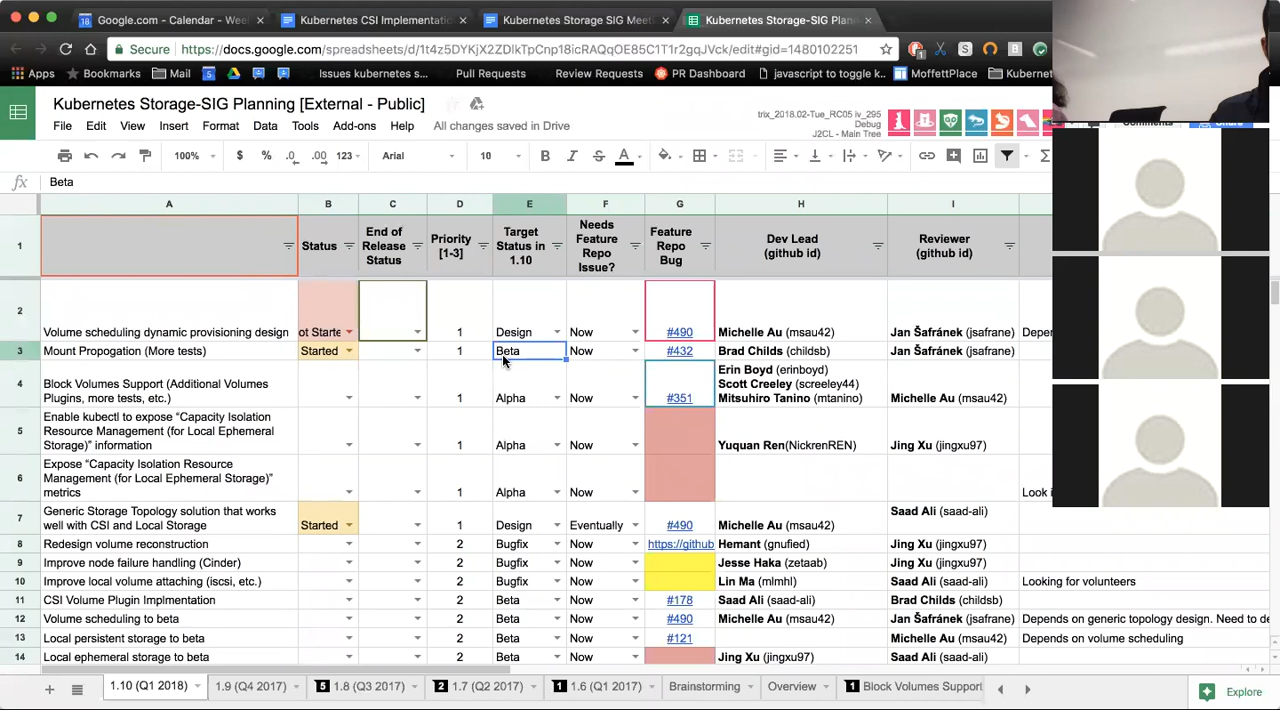 Google.com - Calendar - Wee
Kubernetes CSI Implementati
Kubernetes Storage SIG Meet
Kubernetes Storage-SIG Plan
Secure
https://docs.google.com/spreadsheets/d/1t4z5DYKjX2ZDlkTpCnp18icRAQqOE85C1T1r2gqJVck/edit#gid=1480102251
Apps
Bookmarks
Mail
Issues kubernetes s...
Pull Requests
Review Requests
PR Dashboard
javascript to toggle k...
MoffettPlace
Kubern
Kubernetes Storage-SIG Planning [External - Public]
trix_2018.02-Tue_RC05 iv_295
Debug
J2CL - Main Tree
File Edit View Insert Format Data Tools Add-ons Help All changes saved in Drive
Comments
100% $ % .0 .00 123 Arial 10 B I S A
fx Beta
A B C D E F G H I
1 Status End of Release Status Priority [1-3] Target Status in 1.10 Needs Feature Repo Issue? Feature Repo Bug Dev Lead (github id) Reviewer (github id)
2 Volume scheduling dynamic provisioning design ot Starte 1 Design Now #490 Michelle Au (msau42) Jan Šafránek (jsafrane) Depen
3 Mount Propogation (More tests) Started 1 Beta Now #432 Brad Childs (childsb) Jan Šafránek (jsafrane)
4 Block Volumes Support (Additional Volumes
Plugins, more tests, etc.) 1 Alpha Now #351 Erin Boyd (erinboyd)
Scott Creeley (screeley44)
Mitsuhiro Tanino (mtanino) Michelle Au (msau42)
5 Enable kubectl to expose “Capacity Isolation
Resource Management (for Local Ephemeral
Storage)” information 1 Alpha Now Yuquan Ren(NickrenREN) Jing Xu (jingxu97)
6 Expose “Capacity Isolation Resource
Management (for Local Ephemeral Storage)”
metrics 1 Alpha Now Look i
7 Generic Storage Topology solution that works
well with CSI and Local Storage Started 1 Design Eventually #490 Michelle Au (msau42) Saad Ali (saad-ali)
8 Redesign volume reconstruction 2 Bugfix Now https://github Hemant (gnufied) Jing Xu (jingxu97)
9 Improve node failure handling (Cinder) 2 Bugfix Now Jesse Haka (zetaab) Jing Xu (jingxu97)
10 Improve local volume attaching (iscsi, etc.) 2 Bugfix Now Lin Ma (mlmhl) Saad Ali (saad-ali) Looking for volunteers
11 CSI Volume Plugin Implmentation 2 Beta Now #178 Saad Ali (saad-ali) Brad Childs (childsb)
12 Volume scheduling to beta 2 Beta Now #490 Michelle Au (msau42) Jan Šafránek (jsafrane) Depends on generic topology design. Need to de
13 Local persistent storage to beta 2 Beta Now #121 Michelle Au (msau42) Depends on volume scheduling
14 Local ephemeral storage to beta 2 Beta Now Jing Xu (jingxu97) Saad Ali (saad-ali)
1.10 (Q1 2018) 1.9 (Q4 2017) 5 1.8 (Q3 2017) 2 1.7 (Q2 2017) 1 1.6 (Q1 2017) Brainstorming Overview 1 Block Volumes Support
Explore